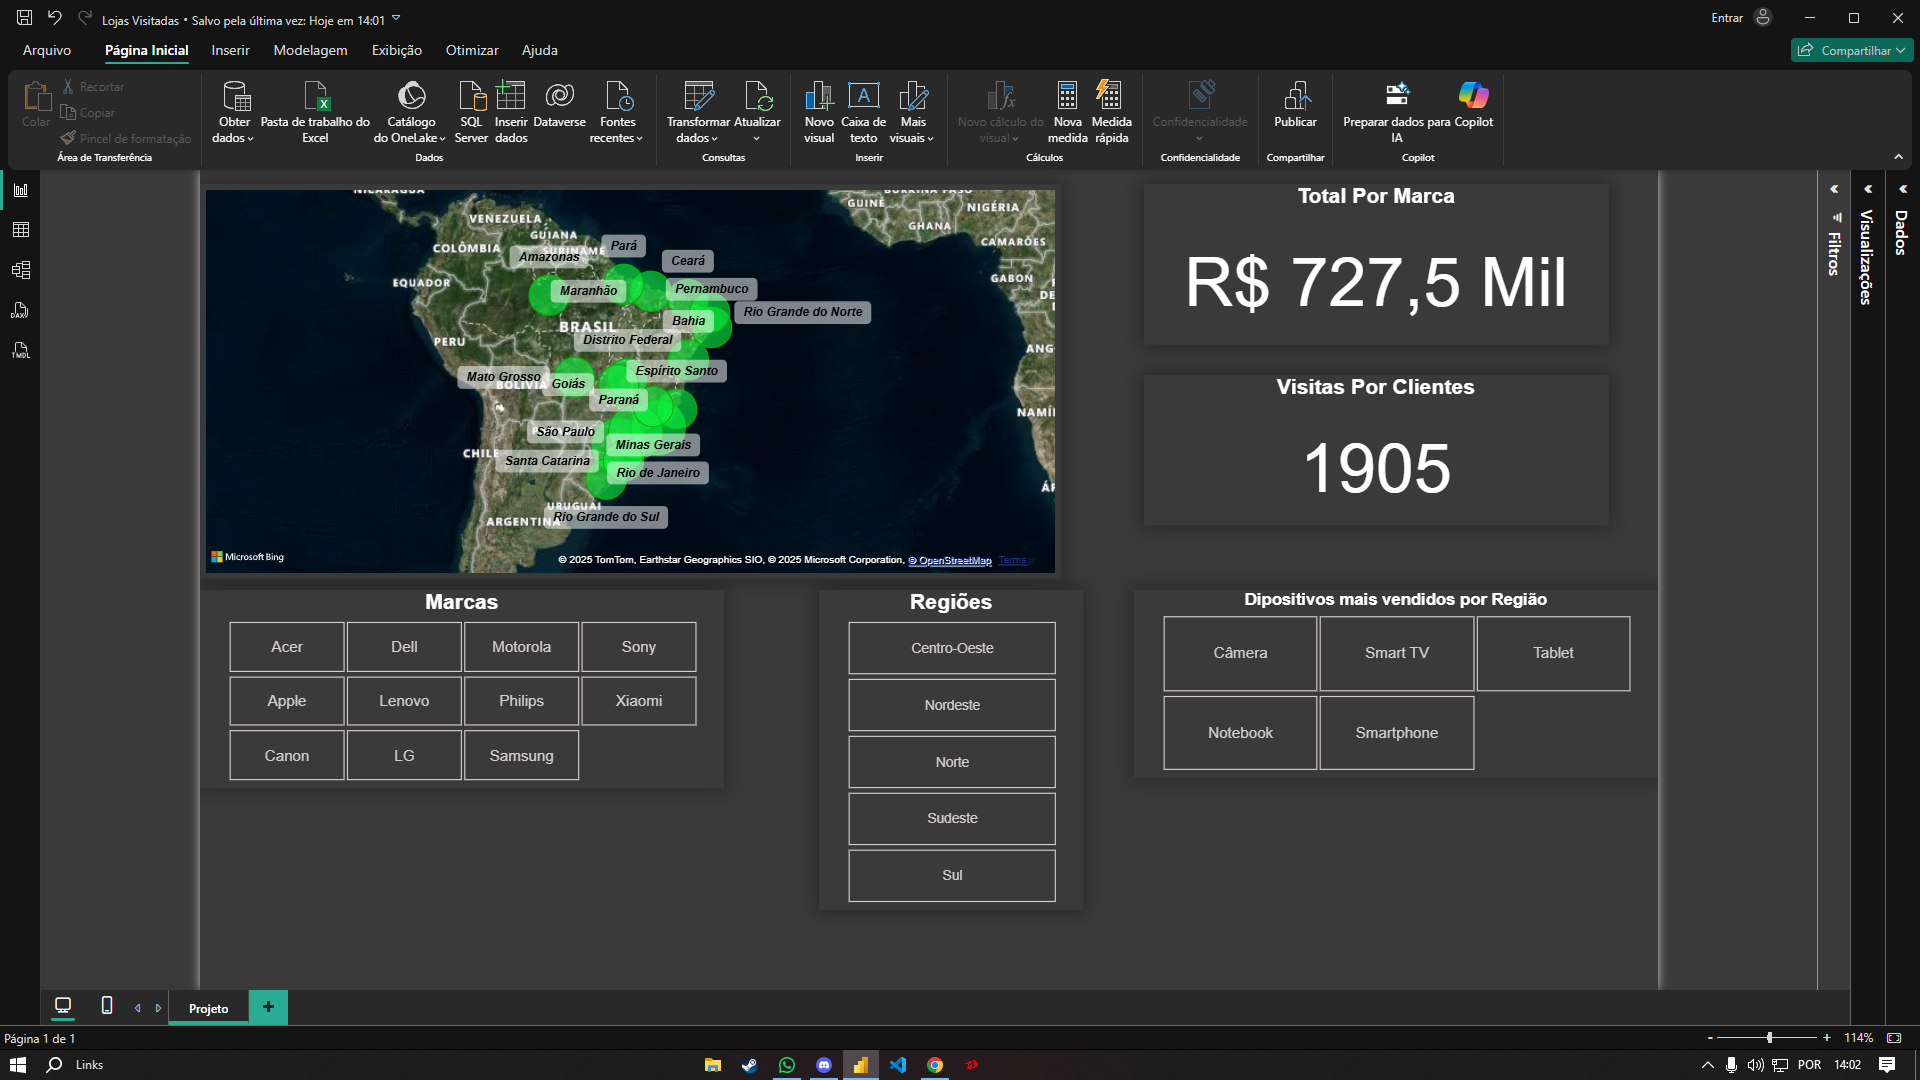 Lojas Visitadas • Salvo pela última vez: Hoje em 14:01
Entrar
Arquivo
Página Inicial
Inserir
Modelagem
Exibição
Otimizar
Ajuda
Compartilhar
Colar
Recortar
Copiar
Pincel de formatação
Área de Transferência
Obter dados
Pasta de trabalho do Excel
Catálogo do OneLake
SQL Server
Inserir dados
Dataverse
Fontes recentes
Dados
Transformar dados
Atualizar
Consultas
Novo visual
Caixa de texto
Mais visuais
Inserir
Novo cálculo do visual
Nova medida
Medida rápida
Cálculos
Confidencialidade
Confidencialidade
Publicar
Compartilhar
Preparar dados para IA
Copilot
Copilot
DAX
TMDL
NICARÁGUA
VENEZUELA
GUIANA
SURINAME
COLÔMBIA
EQUADOR
PERU
BRASIL
BOLÍVIA
CHILE
URUGUAI
ARGENTINA
BURKINA FASO
GUINÉ
NIGÉRIA
GHANA
CAMARÕES
GABON
DE
ANG
NAMÍ
ÁF
Pará
Amazonas
Ceará
Maranhão
Pernambuco
Rio Grande do Norte
Bahia
Distrito Federal
Espírito Santo
Mato Grosso
Goiás
Paraná
São Paulo
Minas Gerais
Santa Catarina
Rio de Janeiro
Rio Grande do Sul
Microsoft Bing
© 2025 TomTom, Earthstar Geographics SIO, © 2025 Microsoft Corporation, © OpenStreetMap Terms
Total Por Marca
R$ 727,5 Mil
Visitas Por Clientes
1905
Filtros
Visualizações
Dados
Marcas
Acer
Dell
Motorola
Sony
Apple
Lenovo
Philips
Xiaomi
Canon
LG
Samsung
Regiões
Centro-Oeste
Nordeste
Norte
Sudeste
Sul
Dipositivos mais vendidos por Região
Câmera
Smart TV
Tablet
Notebook
Smartphone
Projeto
+
Página 1 de 1
- + 114%
Links
POR
14:02